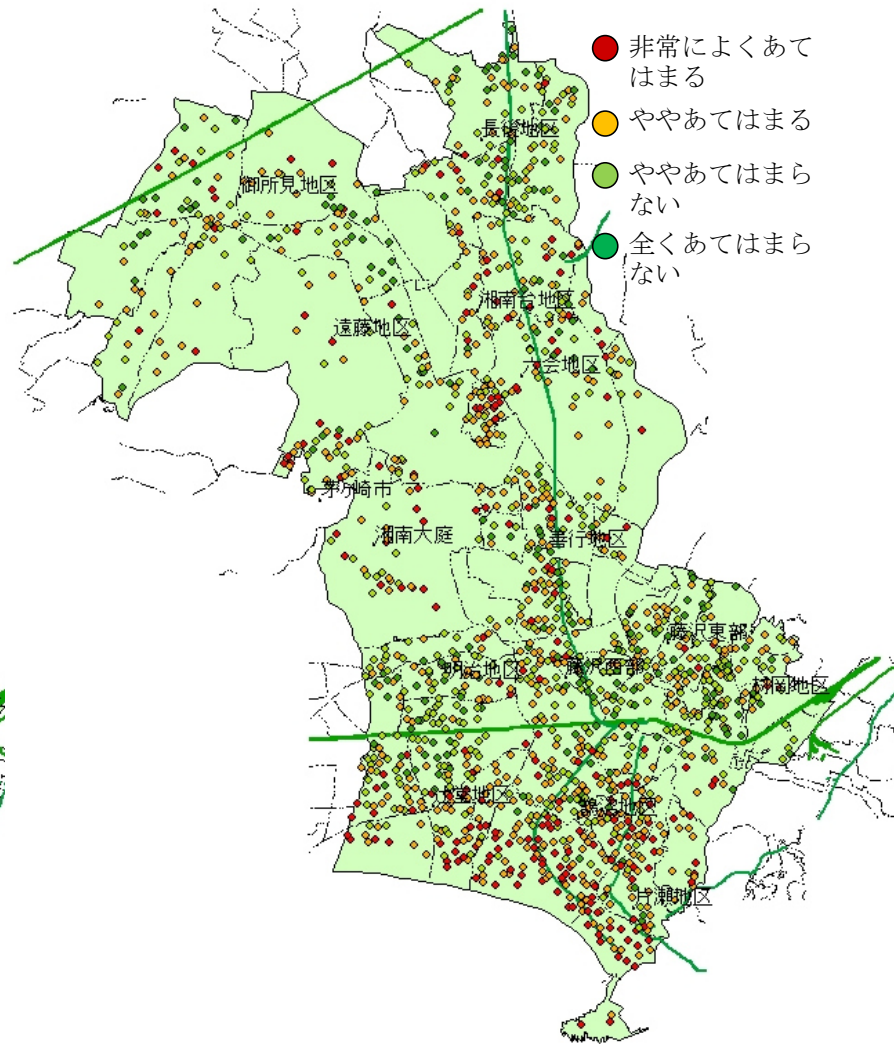 非常によくあて
はまる
ややあてはまる
ややあてはまら
ない
全くあてはまら
ない
長後地区
御所見地区
湘南台地区
遠藤地区
六会地区
茅ヶ崎市
湘南大庭
善行地区
藤沢東部
明治地区
藤沢西部
村岡地区
辻堂地区
鵠沼地区
片瀬地区